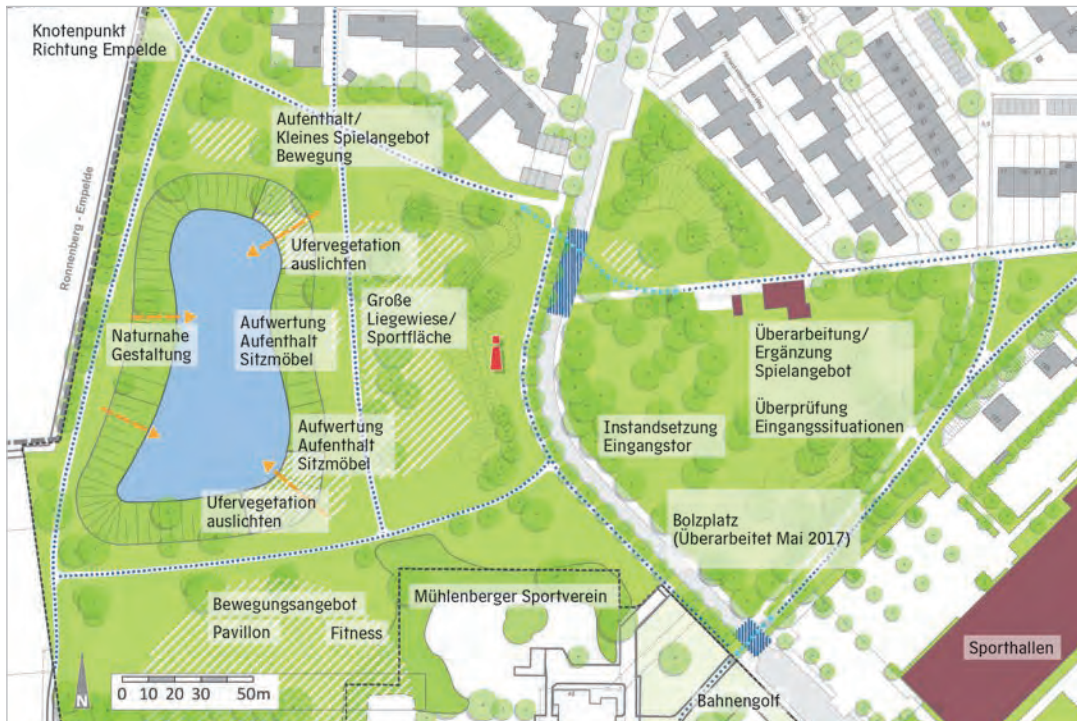 Knotenpunkt
Richtung Empelde
Aufenthalt/
Kleines Spielangebot
Bewegung
Ronnenberg - Empelde
Ufervegetation
auslichten
Große
Liegewiese/
Sportfläche
Naturnahe
Gestaltung
Aufwertung
Aufenthalt
Sitzmöbel
Überarbeitung/
Ergänzung
Spielangebot
Überprüfung
Eingangssituationen
Instandsetzung
Eingangstor
Aufwertung
Aufenthalt
Sitzmöbel
Ufervegetation
auslichten
Bolzplatz
(Überarbeitet Mai 2017)
Bewegungsangebot
Pavillon Fitness
Mühlenberger Sportverein
Sporthallen
Bahnengolf
N
0 10 20 30 50m